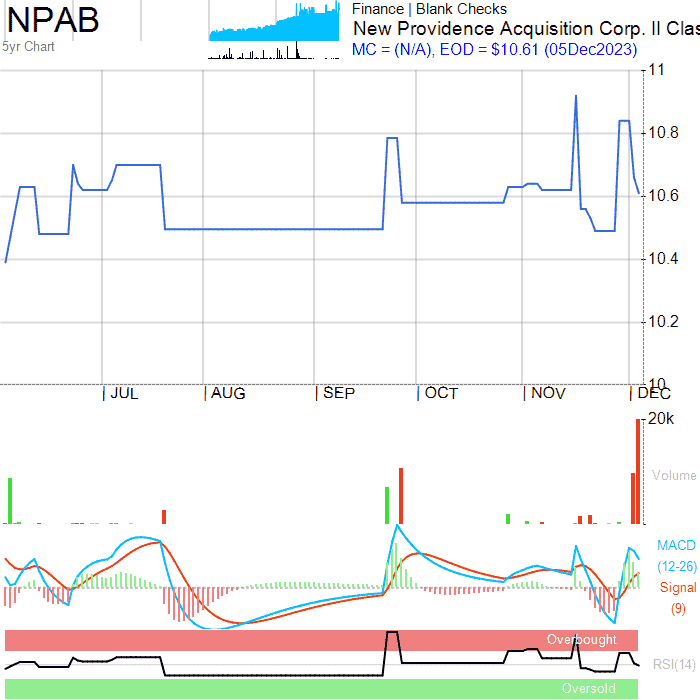 NPAB
5yr Chart
Finance | Blank Checks
New Providence Acquisition Corp. II Clas
MC = (N/A), EOD = $10.61 (05Dec2023)
11
10.8
10.6
10.4
10.2
10
JUL
AUG
SEP
OCT
NOV
DEC
20k
Volume
MACD
(12-26)
Signal
(9)
Overbought
RSI(14)
Oversold